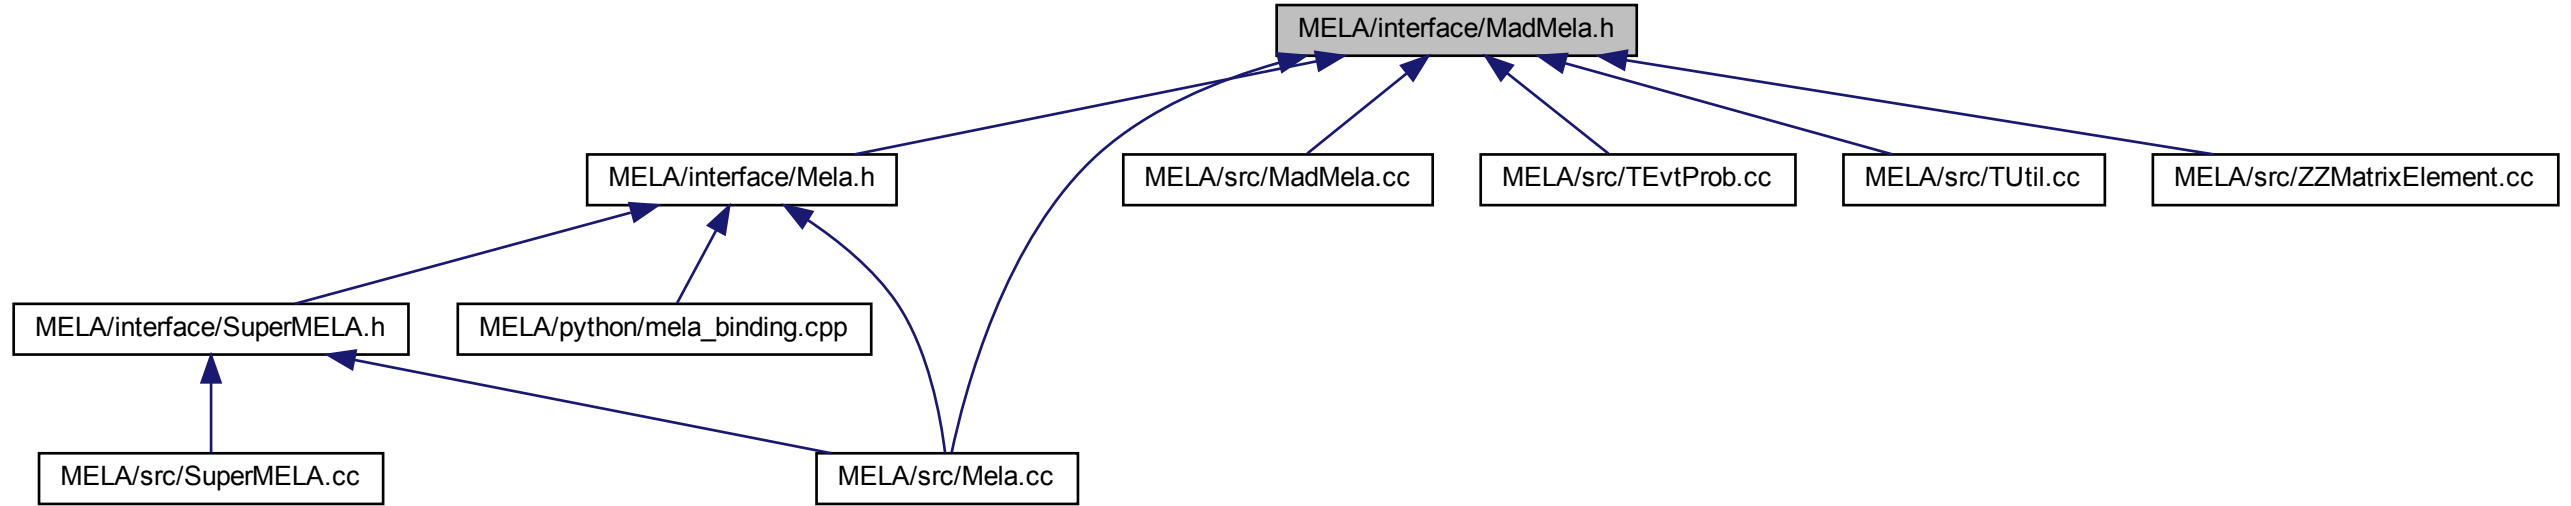 MELA/interface/MadMela.h
MELA/interface/Mela.h
MELA/src/MadMela.cc
MELA/src/TEvtProb.cc
MELA/src/TUtil.cc
MELA/src/ZZMatrixElement.cc
MELA/interface/SuperMELA.h
MELA/python/mela_binding.cpp
MELA/src/SuperMELA.cc
MELA/src/Mela.cc